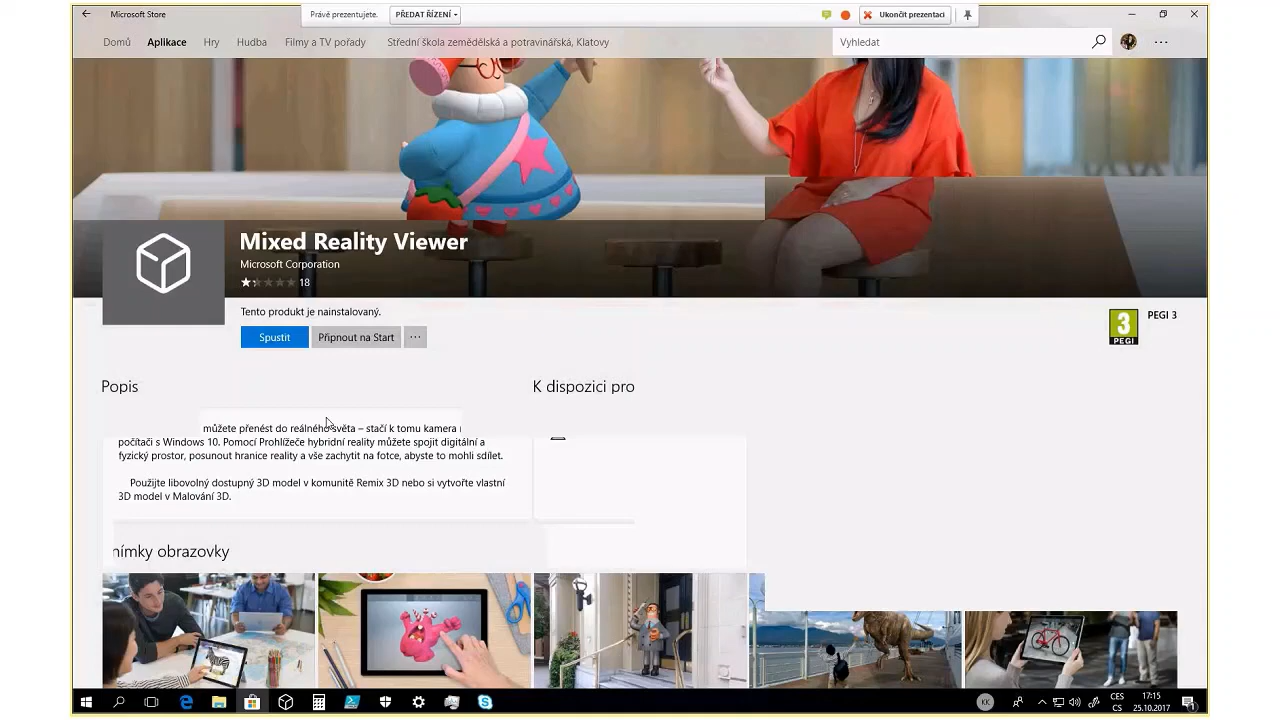 Microsoft Store
Právě prezentujete.
PŘEDAT ŘÍZENÍ
Ukončit prezentaci
Domů
Aplikace
Hry
Hudba
Filmy a TV pořady
Střední škola zemědělská a potravinářská, Klatovy
Vyhledat
Mixed Reality Viewer
Microsoft Corporation
18
Tento produkt je nainstalovaný.
Spustit
Připnout na Start
3
PEGI
PEGI 3
Popis
K dispozici pro
můžete přenést do reálného světa – stačí k tomu kamera
počítači s Windows 10. Pomocí Prohlížeče hybridní reality můžete spojit digitální a
fyzický prostor, posunout hranice reality a vše zachytit na fotce, abyste to mohli sdílet.
Použijte libovolný dostupný 3D model v komunitě Remix 3D nebo si vytvořte vlastní
3D model v Malování 3D.
nímky obrazovky
KK
CES
CS
17:15
25.10.2017
1